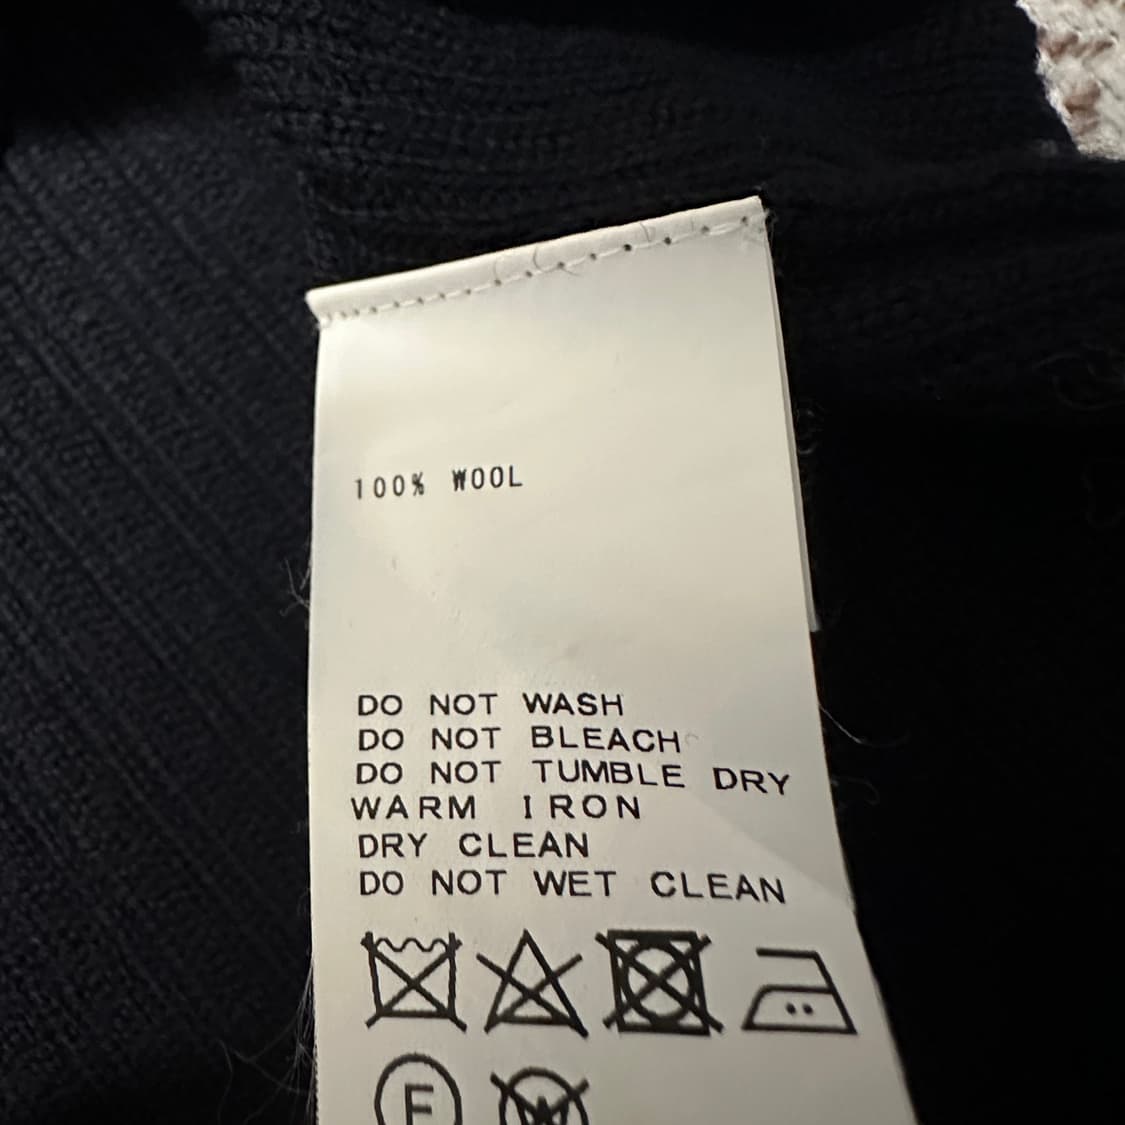 100% WOOL
DO NOT WASH
DO NOT BLEACH
DO NOT TUMBLE DRY
WARM IRON
DRY CLEAN
DO NOT WET CLEAN
F W